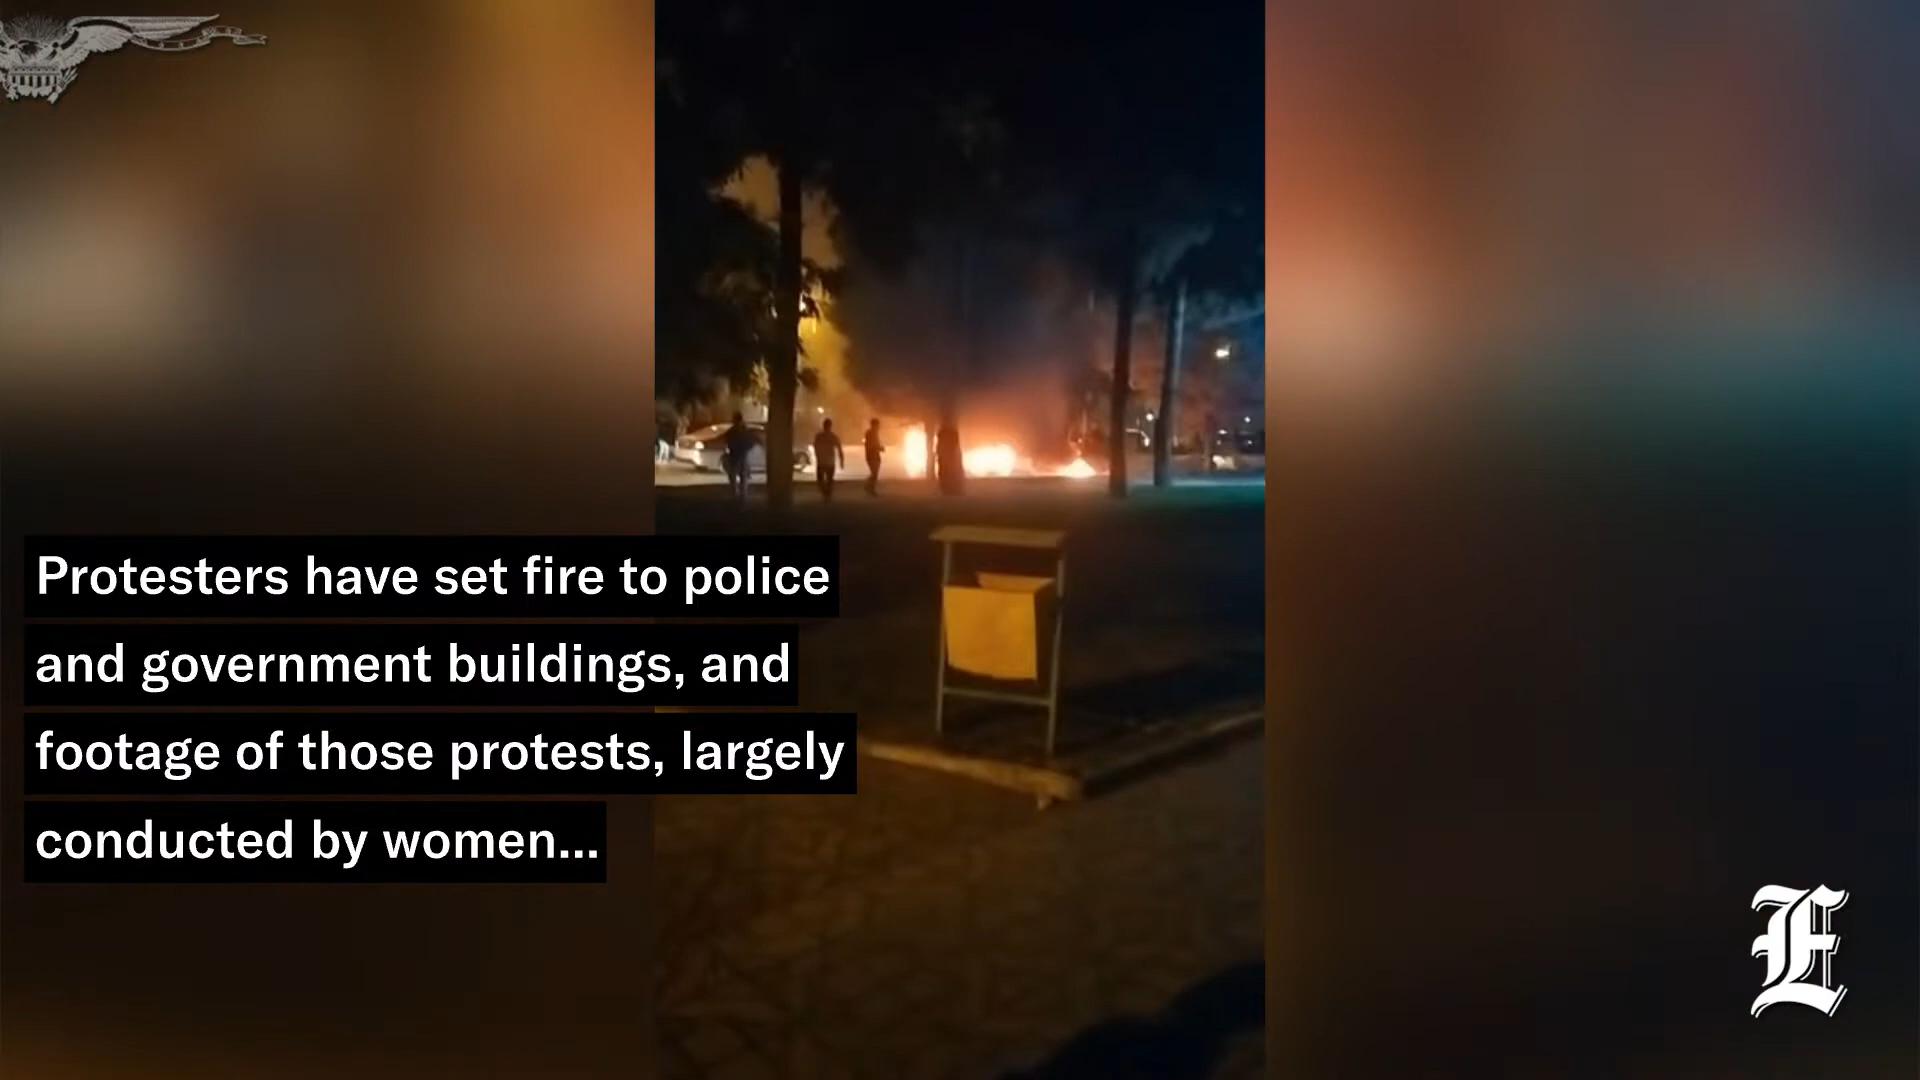 Protesters have set fire to police
and government buildings, and
footage of those protests, largely
conducted by women...
E